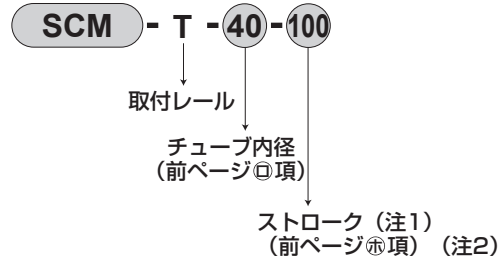 SCM - T - 40 - 100
取付レール
チューブ内径
(前ページ㋺項)
ストローク(注1)
(前ページ㋭項)(注2)